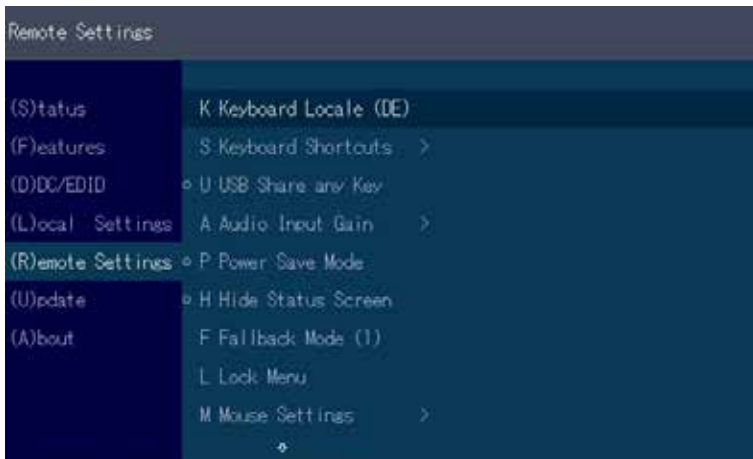 Remote Settings
(S)tatus
(F)eatures
(D)DC/EDID
(L)ocal Settings
(R)emote Settings
(U)pdate
(A)bout
K Keyboard Locale (DE)
S Keyboard Shortcuts >
U USB Share any Key
A Audio Input Gain >
P Power Save Mode
H Hide Status Screen
F Fallback Mode (1)
L Lock Menu
M Mouse Settings >